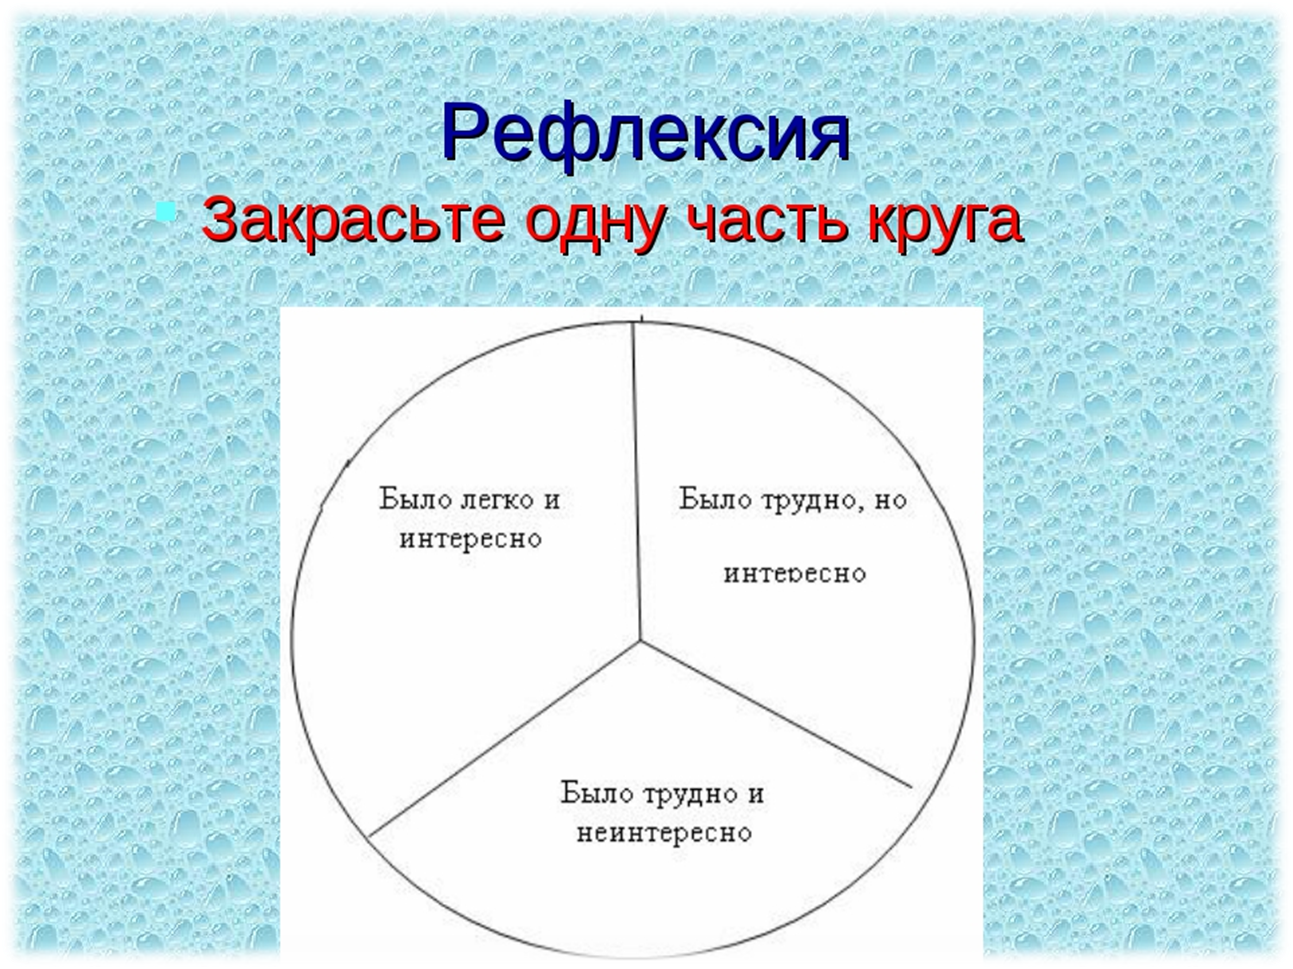 Рефлексия
Закрасьте одну часть круга
Было легко и
интересно
Было трудно, но
интересно
Было трудно и
неинтересно